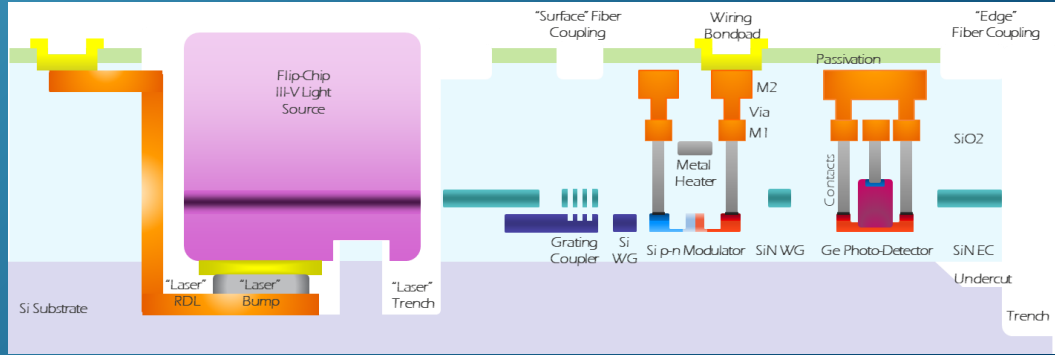 "Surface" Fiber
Coupling
Wiring
Bondpad
"Edge"
Fiber Coupling
Flip-Chip
III-V Light
Source
Passivation
M2
Via
M1
SiO2
Metal
Heater
Contacts
Grating
Coupler
Si
WG
Si p-n Modulator
SiN WG
Ge Photo-Detector
SiN EC
"Laser"
RDL
"Laser"
Bump
"Laser"
Trench
Undercut
Si Substrate
Trench